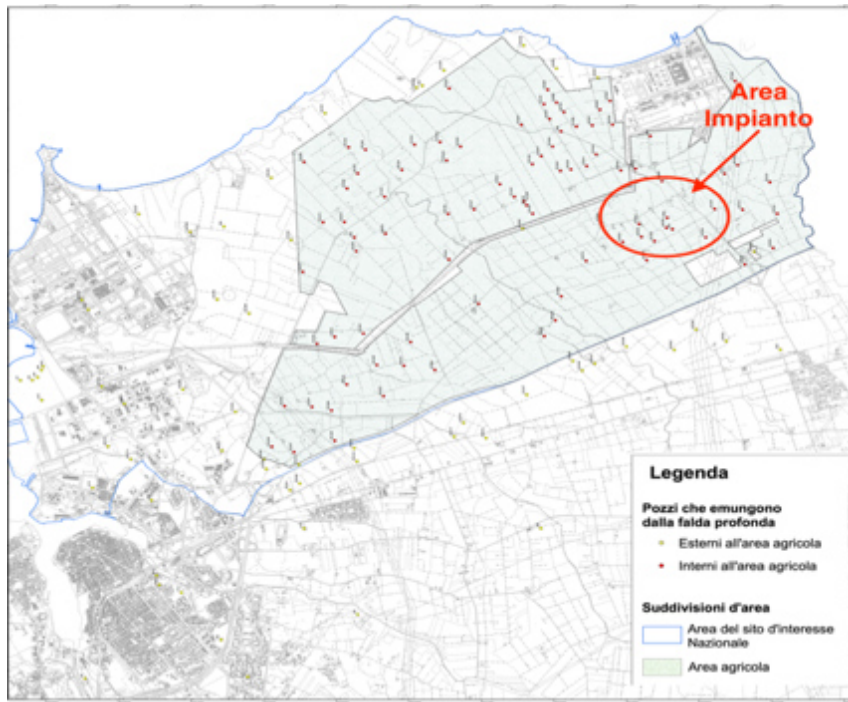 Area
Impianto
Legenda
Pozzi che emungono
dalla falda profonda
Esterni all'area agricola
Interni all'area agricola
Suddivisioni d'area
Area del sito d'interesse
Nazionale
Area agricola